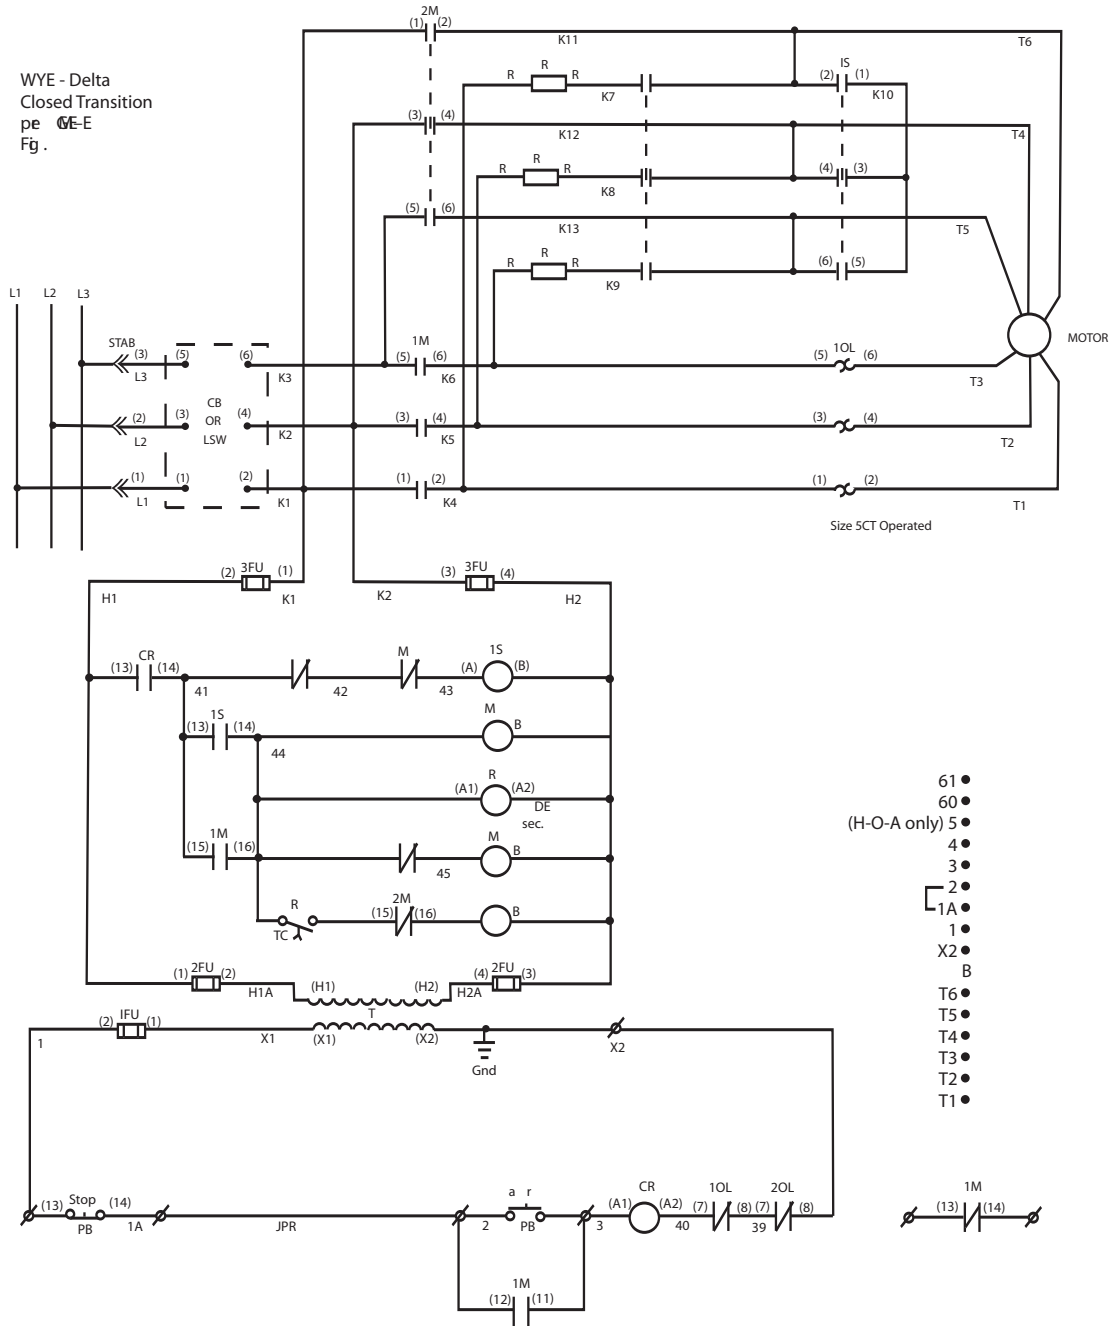 2M
(1) (2)
K11
T6
WYE - Delta
Closed Transition
Fig .
R R R
K7
IS
(2) (1)
K10
(3) (4)
K12
T4
R R R
K8
(4) (3)
(5) (6)
K13
T5
R R R
K9
(6) (5)
L1 L2 L3
STAB
(3)
L3
(5) (6)
K3
1M
(5) (6)
K6
(5) 1OL (6)
T3
MOTOR
(2)
L2
(3) (4)
CB
OR
LSW
K2
(3) (4)
K5
(3) (4)
T2
(1)
L1
(1) (2)
K1
(1) (2)
K4
(1) (2)
T1
Size 5CT Operated
(2) 3FU (1)
H1 K1
(3) 3FU (4)
K2 H2
CR
(13) (14)
41 42
M
43
1S
(A) (B)
1S
(13) (14)
44
M
B
R
(A1) (A2)
DE
sec.
1M
(15) (16)
45
M
B
R
TC
2M
(15) (16)
B
(1) 2FU (2)
H1A
(H1) (H2)
(4) 2FU (3)
H2A
T
(2) IFU (1)
1
X1
(X1) (X2)
Gnd
X2
61
60
(H-O-A only) 5
4
3
2
1A
1
X2
B
T6
T5
T4
T3
T2
T1
(13) Stop (14)
PB
1A
JPR
2
a r
PB
3
CR
(A1) (A2)
40
1OL
(7) (8)
39
2OL
(7) (8)
1M
(13) (14)
1M
(12) (11)